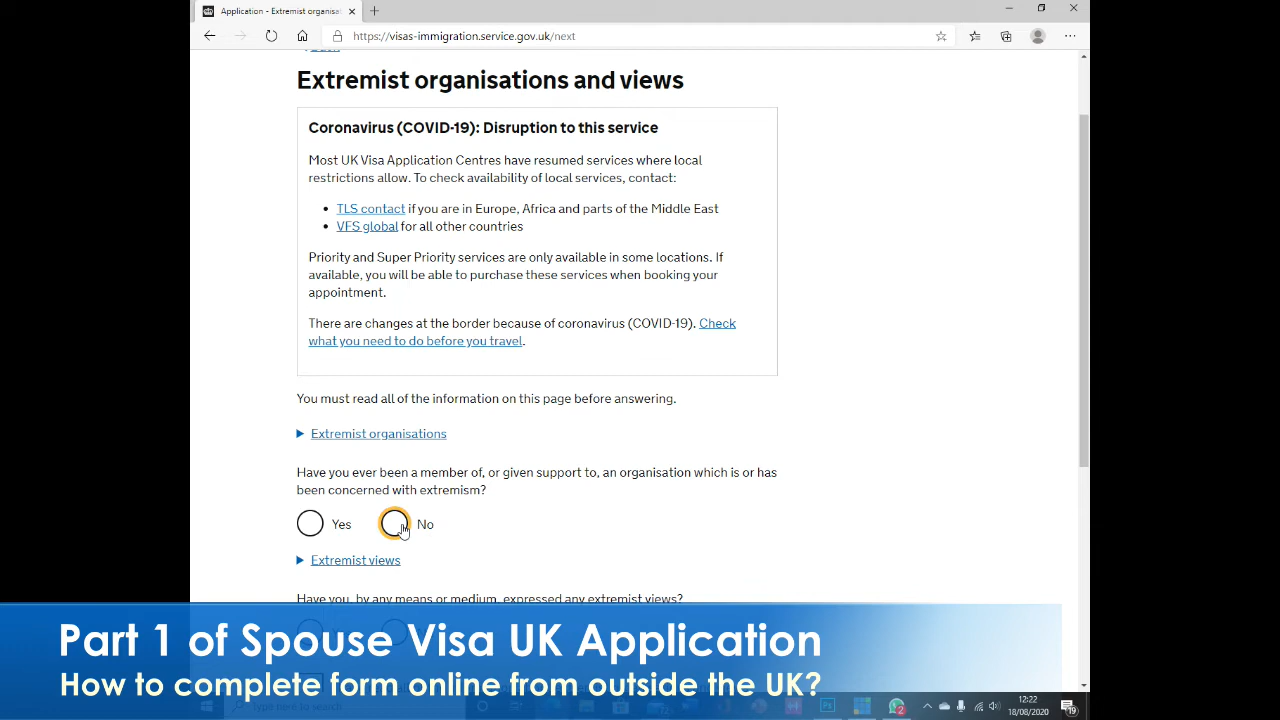 Application - Extremist organisa
https://visas-immigration.service.gov.uk/next
Back
Extremist organisations and views
Coronavirus (COVID-19): Disruption to this service
Most UK Visa Application Centres have resumed services where local
restrictions allow. To check availability of local services, contact:
• TLS contact if you are in Europe, Africa and parts of the Middle East
• VFS global for all other countries
Priority and Super Priority services are only available in some locations. If
available, you will be able to purchase these services when booking your
appointment.
There are changes at the border because of coronavirus (COVID-19). Check
what you need to do before you travel.
You must read all of the information on this page before answering.
Extremist organisations
Have you ever been a member of, or given support to, an organisation which is or has
been concerned with extremism?
Yes No
Extremist views
Have you, by any means or medium, expressed any extremist views?
Part 1 of Spouse Visa UK Application
How to complete form online from outside the UK?
Type here to search
2
12:22
18/08/2020
19